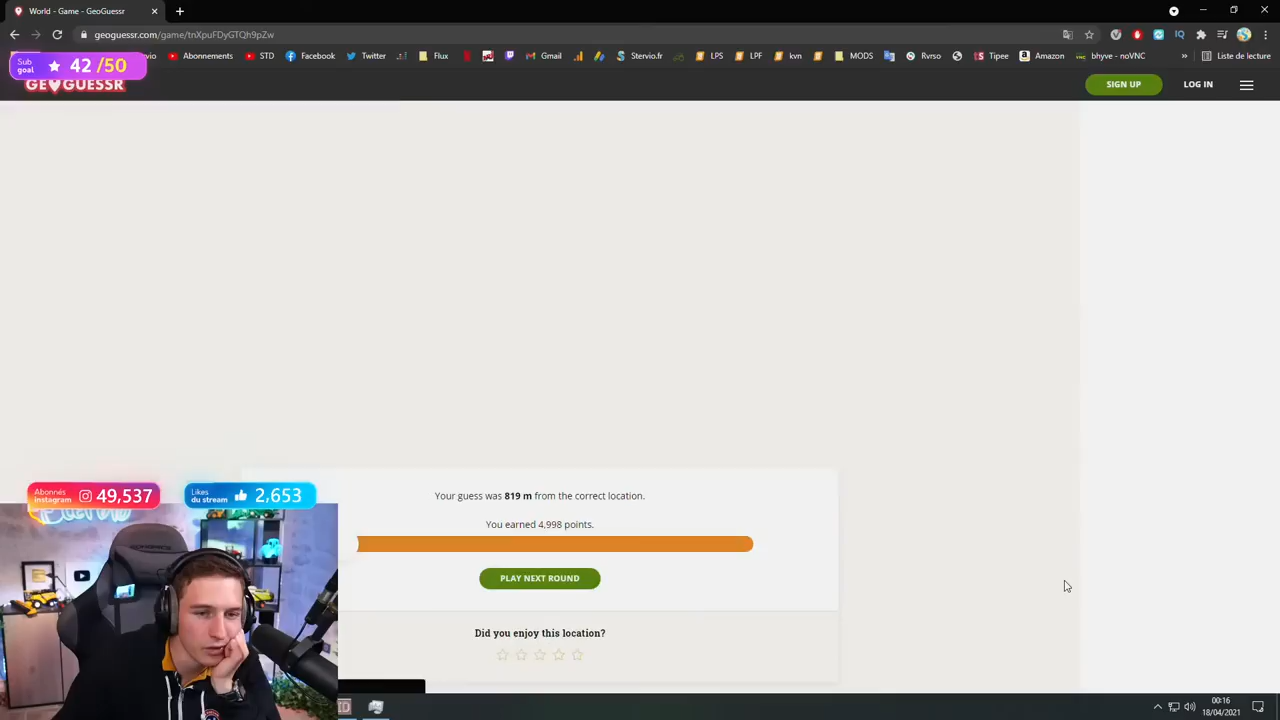 World - Game - GeoGuessr
geoguessr.com/game/tnXpuFDyGTQh9pZw
Sub goal 42 /50
vio
Abonnements
STD
Facebook
Twitter
Flux
Gmail
Stervio.fr
LPS
LPF
kvn
MODS
Rvrso
Tipee
Amazon
bhyve - noVNC
»
Liste de lecture
GEOGUESSR
SIGN UP
LOG IN
Your guess was 819 m from the correct location.
You earned 4,998 points.
PLAY NEXT ROUND
Did you enjoy this location?
Abonnés instagram 49,537
Likes du stream 2,653
00:16
18/04/2021